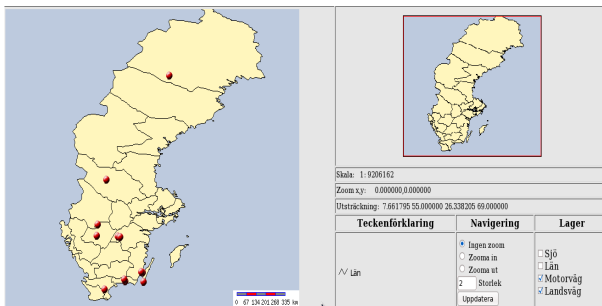 0 67 134 201 268 335 km
Skala: 1: 9206162
Zoom x,y: 0.000000,0.000000
Utsträckning: 7.661795 55.000000 26.338205 69.000000
Teckenförklaring Navigering Lager
Län
Ingen zoom
Zooma in
Zooma ut
2 Storlek
Uppdatera
Sjö
Län
Motorväg
Landsväg